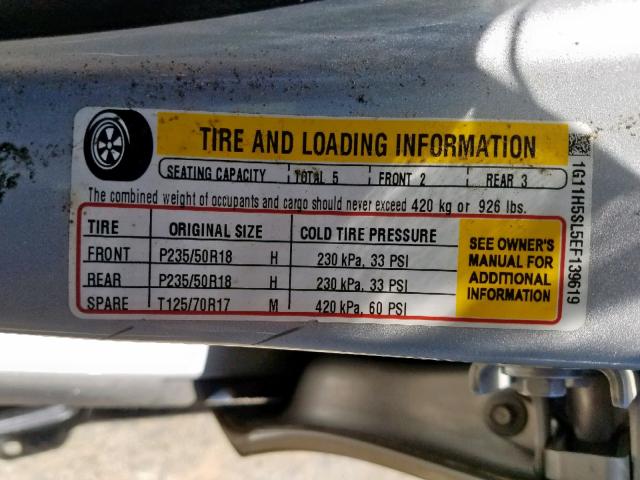 TIRE AND LOADING INFORMATION
SEATING CAPACITY TOTAL 5 FRONT 2 REAR 3
The combined weight of occupants and cargo should never exceed 420 kg or 926 lbs.
TIRE ORIGINAL SIZE COLD TIRE PRESSURE
FRONT P235/50R18 H 230 kPa, 33 PSI
REAR P235/50R18 H 230 kPa, 33 PSI
SPARE T125/70R17 M 420 kPa, 60 PSI
SEE OWNER'S
MANUAL FOR
ADDITIONAL
INFORMATION
1G11H5SL5EF139619